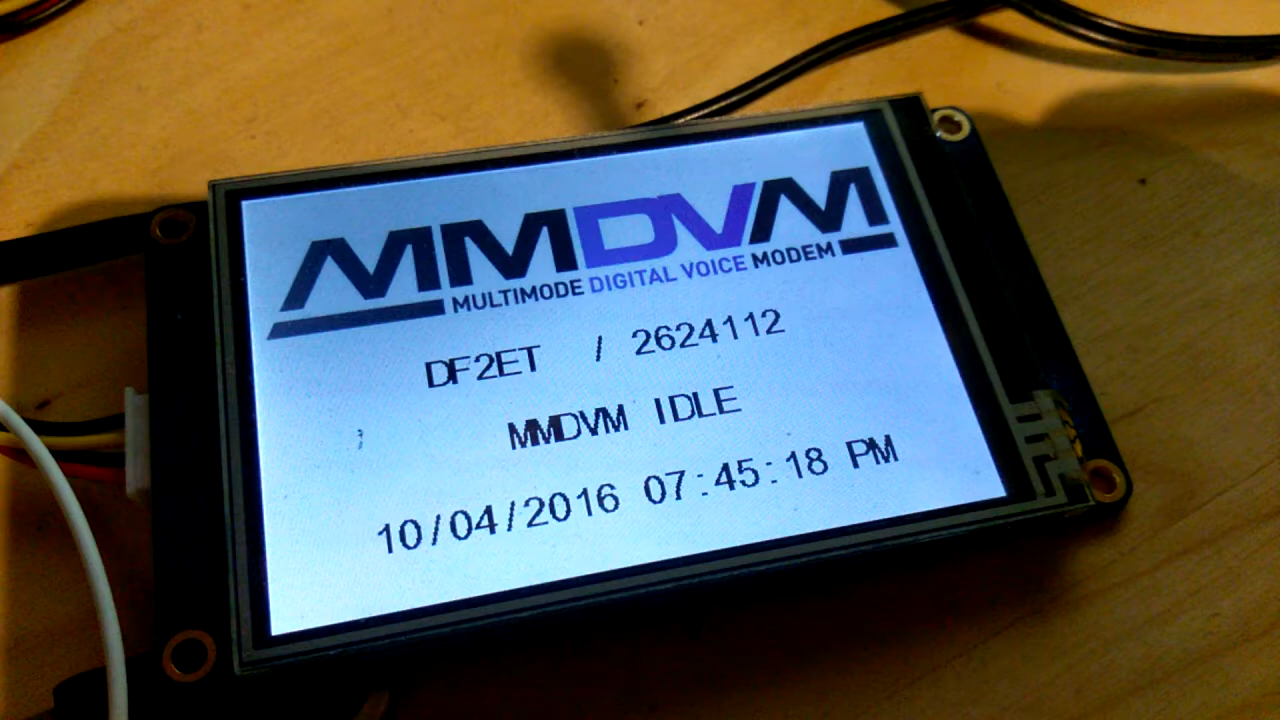 MMDVM
MULTIMODE DIGITAL VOICE MODEM
DF2ET / 2624112
MMDVM IDLE
10/04/2016 07:45:18 PM